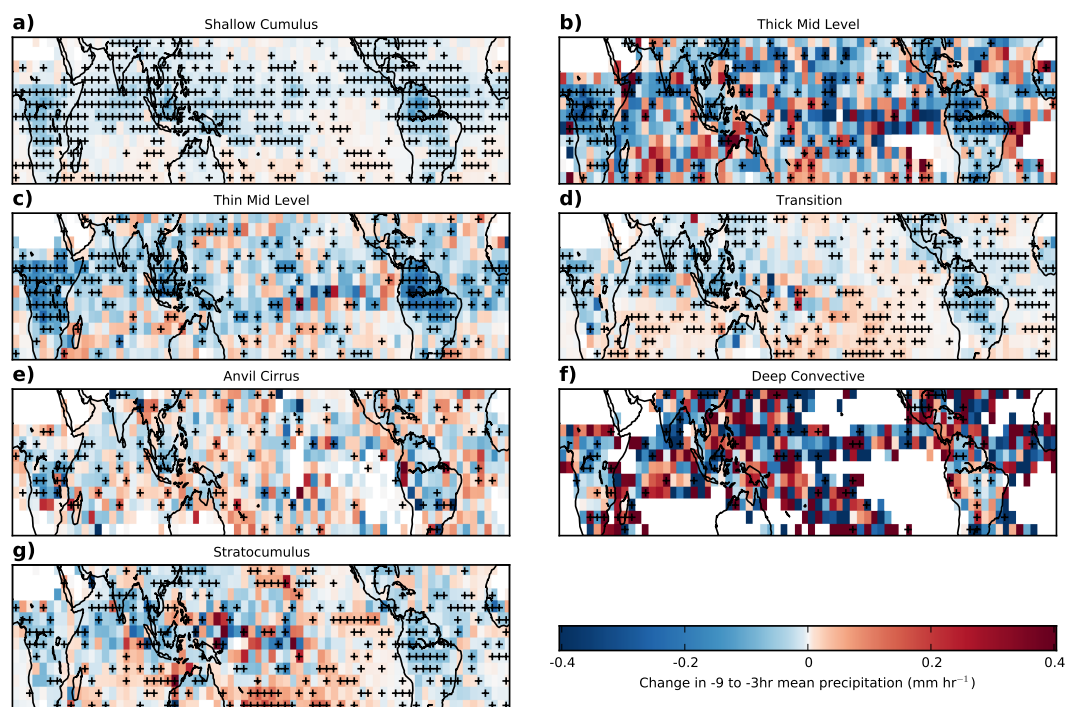 a)
Shallow Cumulus
b)
Thick Mid Level
c)
Thin Mid Level
d)
Transition
e)
Anvil Cirrus
f)
Deep Convective
g)
Stratocumulus
-0.4 -0.2 0 0.2 0.4
Change in -9 to -3hr mean precipitation (mm hr⁻¹)